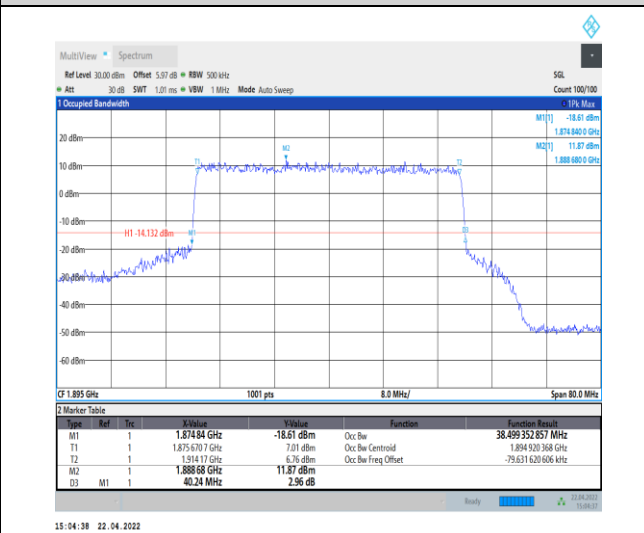 MultiView Spectrum
Ref Level 30.00 dBm Offset 5.97 dB RBW 500 kHz SGL
Att 30 dB SWT 1.01 ms VBW 1 MHz Mode Auto Sweep Count 100/100
1 Occupied Bandwidth 1Pk Max
M1[1] -18.61 dBm
1.874 840 0 GHz
20 dBm
M2
M2[1] 11.87 dBm
1.888 680 0 GHz
T1 T2
10 dBm
0 dBm
-10 dBm
H1 -14.132 dBm M1 D3
-20 dBm
-30 dBm
-40 dBm
-50 dBm
-60 dBm
CF 1.895 GHz 1001 pts 8.0 MHz/ Span 80.0 MHz
2 Marker Table
Type Ref Trc X-Value Y-Value Function Function Result
M1 1 1.874 84 GHz -18.61 dBm Occ Bw 38.499 352 857 MHz
T1 1 1.875 670 7 GHz 7.01 dBm Occ Bw Centroid 1.894 920 368 GHz
T2 1 1.914 17 GHz 6.76 dBm Occ Bw Freq Offset -79.631 620 606 kHz
M2 1 1.888 68 GHz 11.87 dBm
D3 M1 1 40.24 MHz 2.96 dB
Ready 22.04.2022
15:04:37
15:04:38 22.04.2022